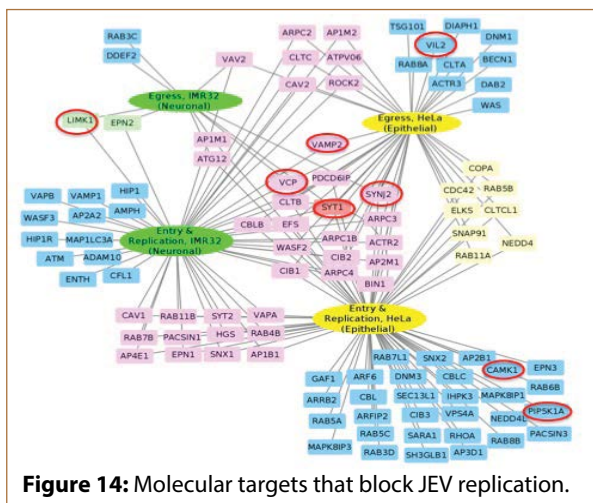 RAB3C
DDEF2
VAV2
ARPC2
AP1M2
CLTC
ATPV06
CAV2
ROCK2
TSG101
DIAPH1
VIL2
DNM1
RAB8A
CLTA
BECN1
ACTR3
DAB2
WAS
Egress, IMR32
(Neuronal)
Egress, HeLa
(Epithelial)
LIMK1
EPN2
AP1M1
ATG12
VAMP2
VCP
PDCD6IP
SYNJ2
CLTB
SYT1
CBLB
EFS
ARPC3
WASF2
ARPC1B
ACTR2
CIB2
AP2M1
CIB1
ARPC4
BIN1
COPA
CDC42
RAB5B
ELKS
CLTCL1
SNAP91
NEDD4
RAB11A
HIP1
VAPB
VAMP1
AMPH
WASF3
AP2A2
HIP1R
MAP1LC3A
ATM
ADAM10
ENTH
CFL1
Entry &
Replication, IMR32
(Neuronal)
Entry &
Replication, HeLa
(Epithelial)
CAV1
RAB11B
SYT2
VAPA
RAB7B
PACSIN1
HGS
RAB4B
AP4E1
EPN1
SNX1
AP1B1
RAB7L1
SNX2
AP2B1
CAMK1
EPN3
GAF1
ARF6
DNM3
CBLC
RAB6B
ARRB2
CBL
SEC13L1
IHPK3
MAPK8IP1
PIP5K1A
RAB5A
ARFIP2
CIB3
VPS4A
NEDD4L
RAB5C
SARA1
RHOA
RAB8B
PACSIN3
MAPK8IP3
RAB3D
SH3GLB1
AP3D1
Figure 14: Molecular targets that block JEV replication.